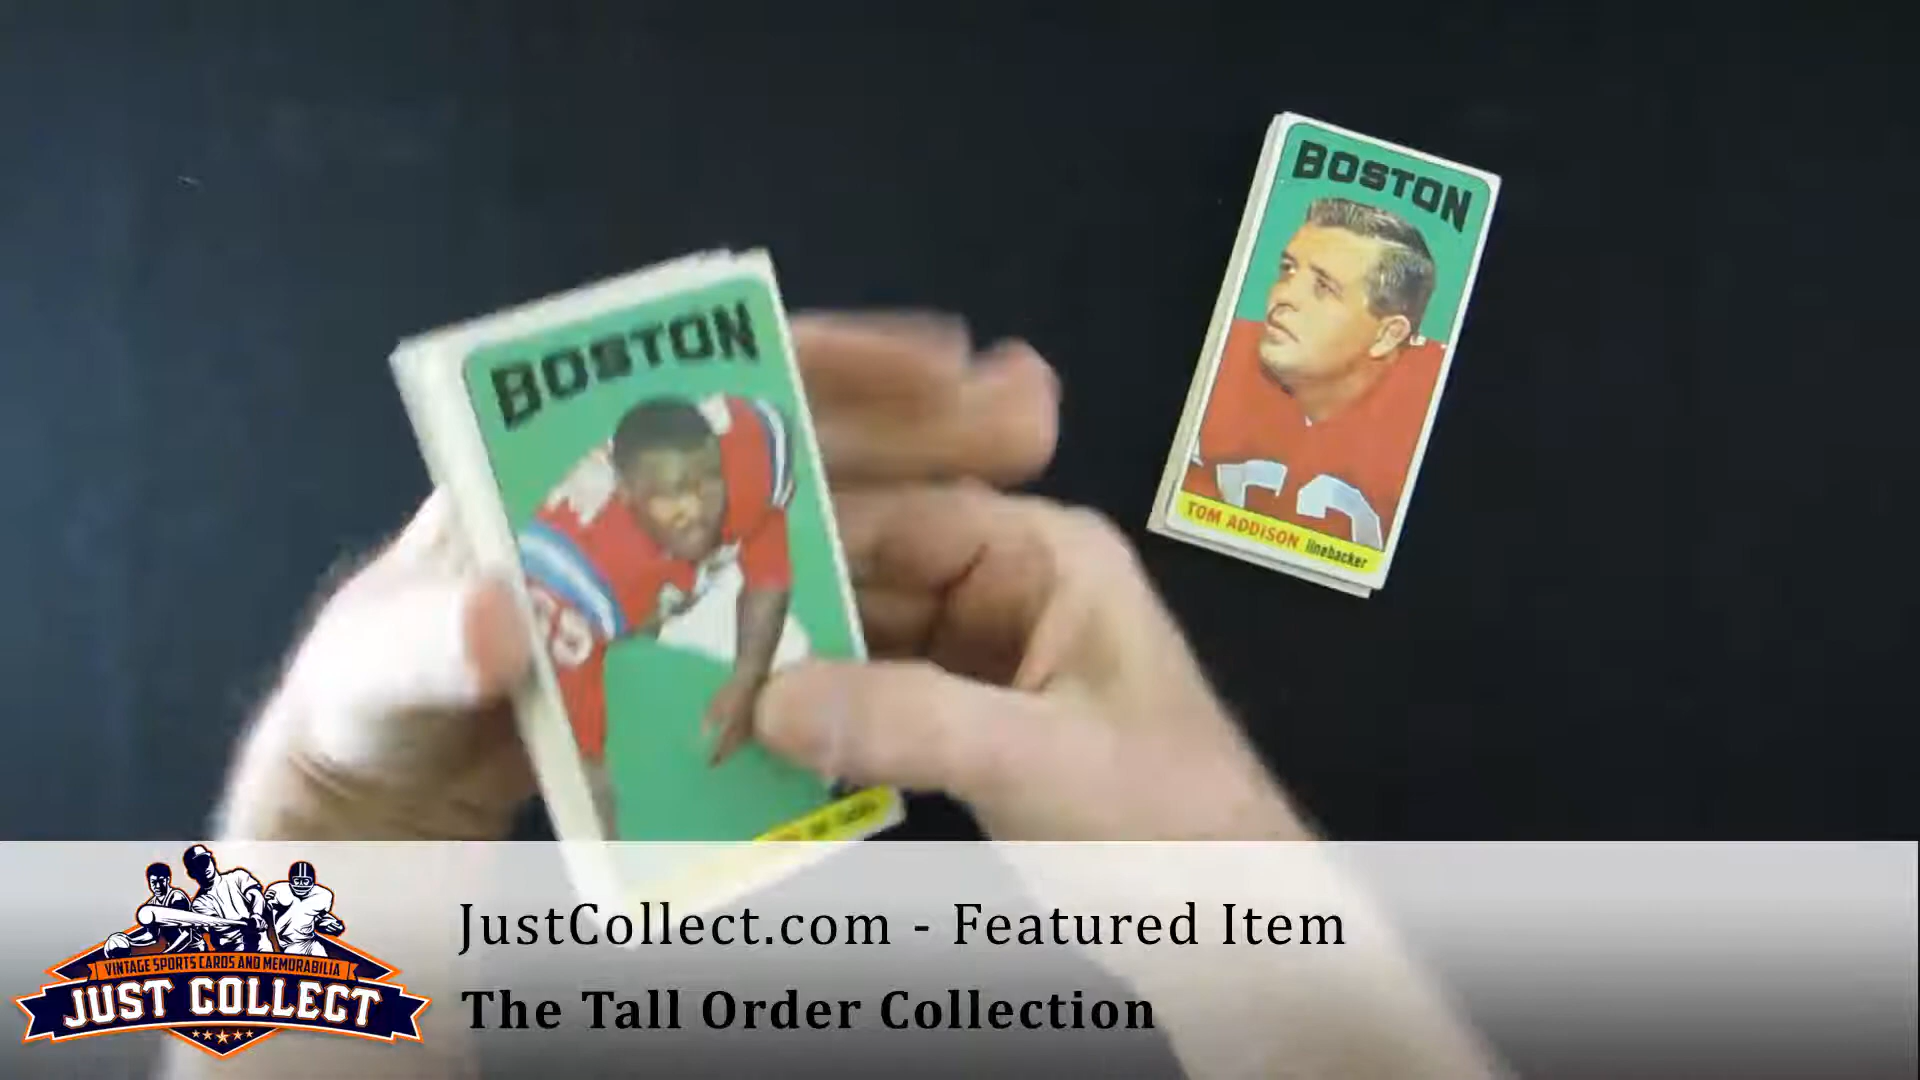 BOSTON
TOM ADDISON linebacker
BOSTON
JustCollect.com - Featured Item
The Tall Order Collection
VINTAGE SPORTS CARDS AND MEMORABILIA
JUST COLLECT